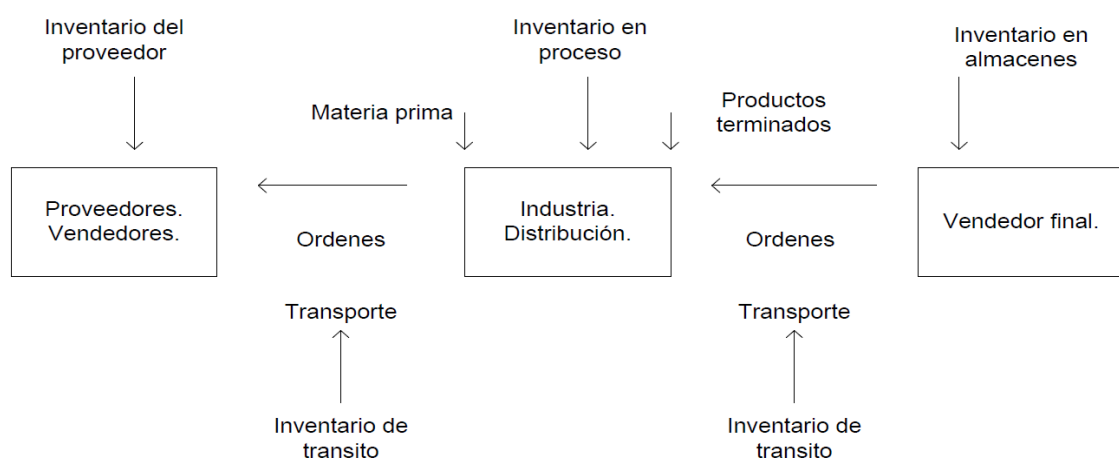 Inventario del
proveedor
Inventario en
proceso
Inventario en
almacenes
Materia prima
Productos
terminados
Proveedores.
Vendedores.
Ordenes
Industria.
Distribución.
Ordenes
Vendedor final.
Transporte
Transporte
Inventario de
transito
Inventario de
transito